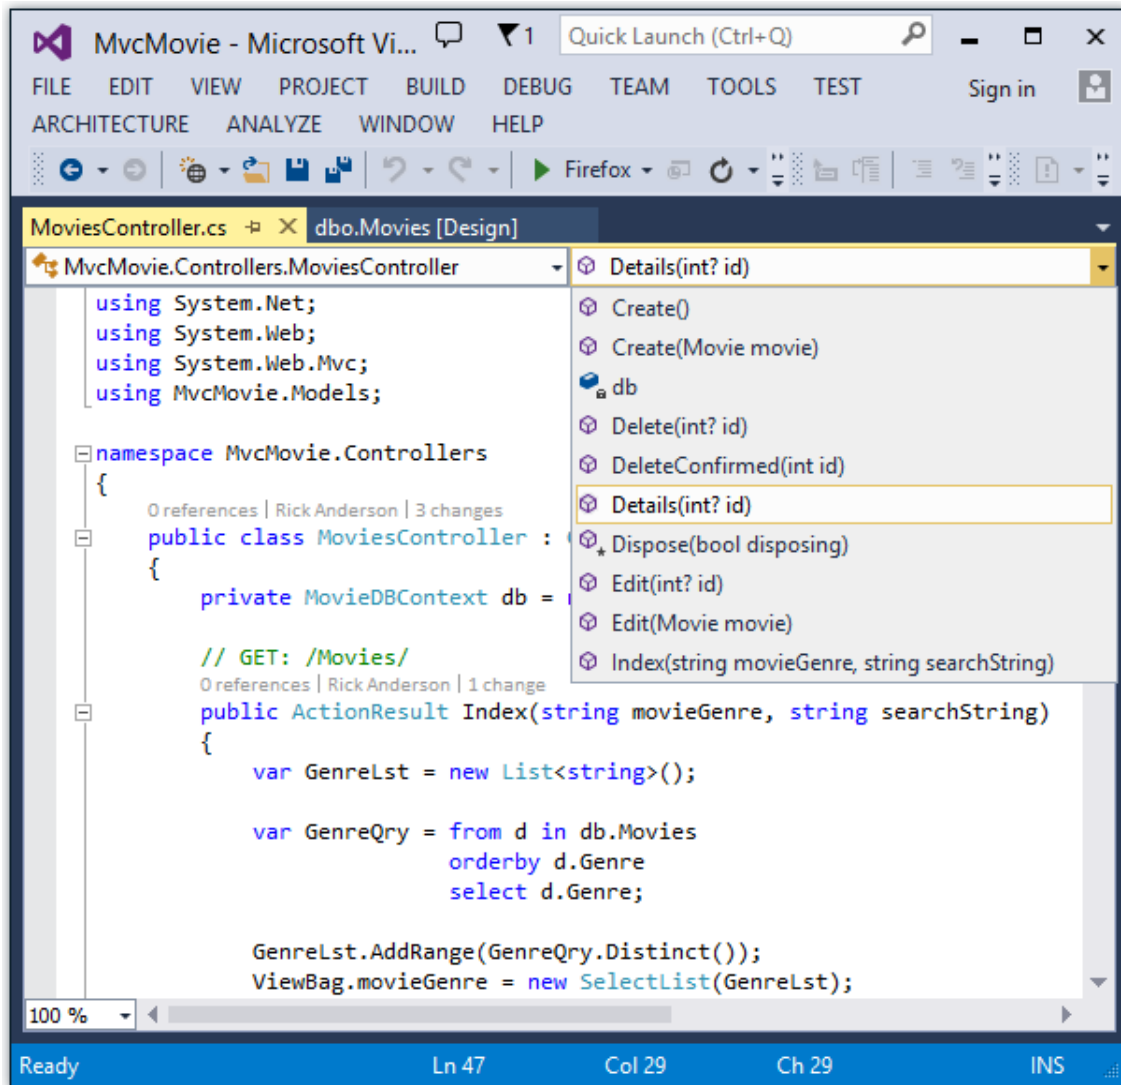 MvcMovie - Microsoft Vi... 1 Quick Launch (Ctrl+Q)
FILE EDIT VIEW PROJECT BUILD DEBUG TEAM TOOLS TEST Sign in
ARCHITECTURE ANALYZE WINDOW HELP
Firefox
MoviesController.cs dbo.Movies [Design]
MvcMovie.Controllers.MoviesController Details(int? id)
using System.Net;
using System.Web;
using System.Web.Mvc;
using MvcMovie.Models;
namespace MvcMovie.Controllers
{
0 references | Rick Anderson | 3 changes
public class MoviesController :
{
private MovieDBContext db =
// GET: /Movies/
0 references | Rick Anderson | 1 change
public ActionResult Index(string movieGenre, string searchString)
{
var GenreLst = new List<string>();
var GenreQry = from d in db.Movies
orderby d.Genre
select d.Genre;
GenreLst.AddRange(GenreQry.Distinct());
ViewBag.movieGenre = new SelectList(GenreLst);
Create()
Create(Movie movie)
db
Delete(int? id)
DeleteConfirmed(int id)
Details(int? id)
Dispose(bool disposing)
Edit(int? id)
Edit(Movie movie)
Index(string movieGenre, string searchString)
100 %
Ready Ln 47 Col 29 Ch 29 INS